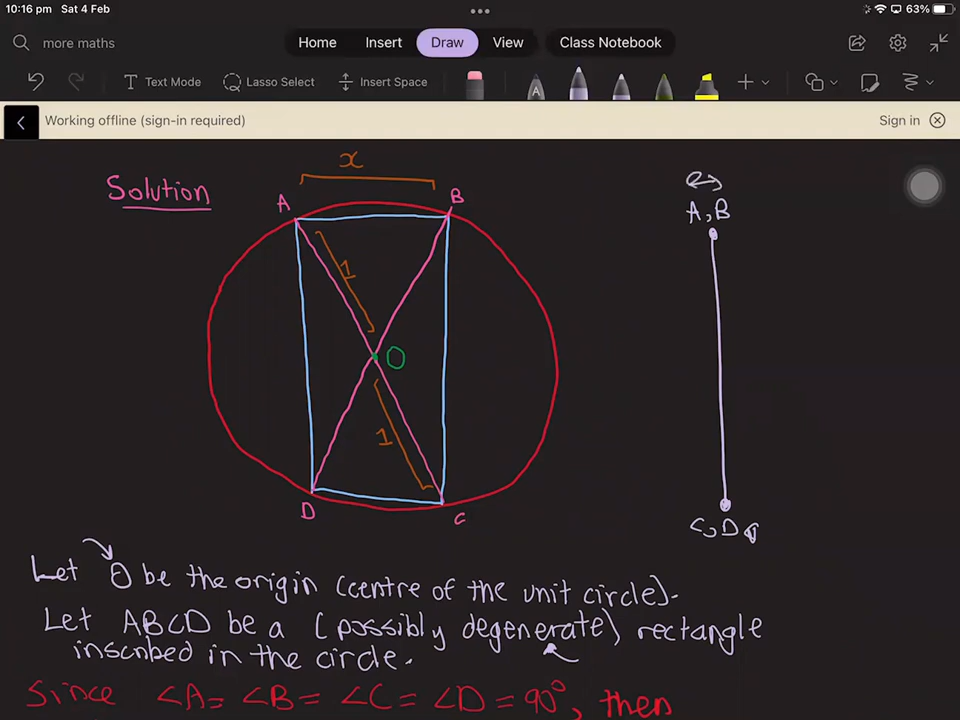 10:16 pm Sat 4 Feb
63%
more maths
Home Insert Draw View Class Notebook
Text Mode Lasso Select Insert Space
A
Working offline (sign-in required)
Sign in
Solution
x
A
B
1
O
1
D
C
A,B
C,D
Let O be the origin (centre of the unit circle).
Let ABCD be a (possibly degenerate) rectangle
inscribed in the circle.
Since ∠A= ∠B= ∠C= ∠D= 90°, then